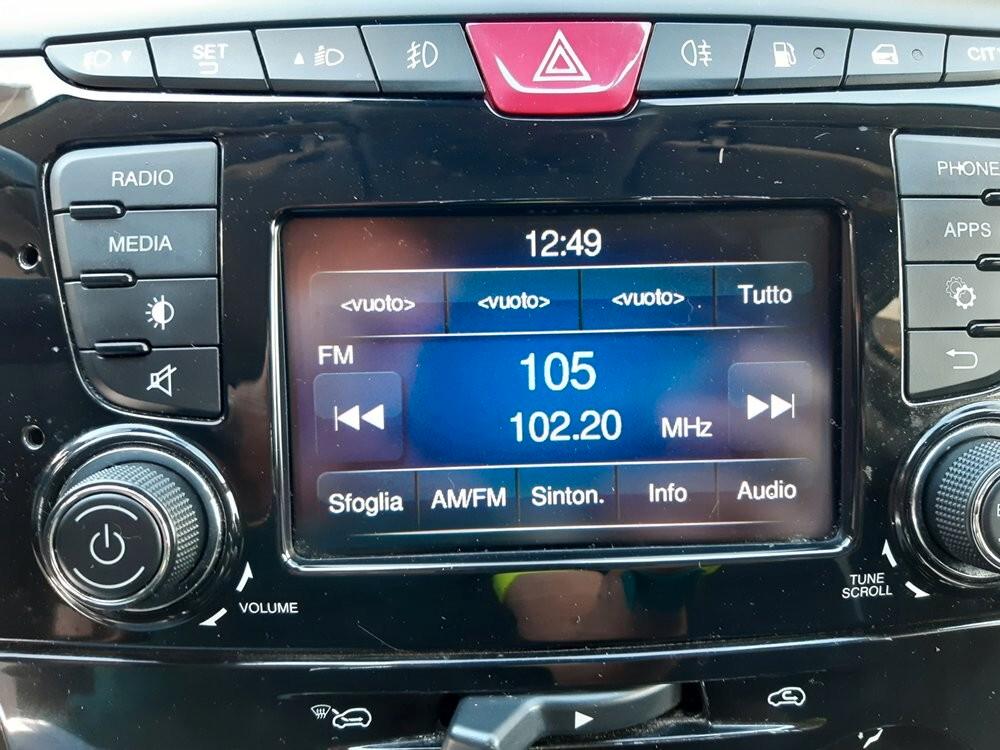 SET
CIT
RADIO
MEDIA
PHONE
APPS
12:49
<vuoto> <vuoto> <vuoto> Tutto
FM
105
102.20 MHz
Sfoglia AM/FM Sinton. Info Audio
VOLUME
TUNE
SCROLL